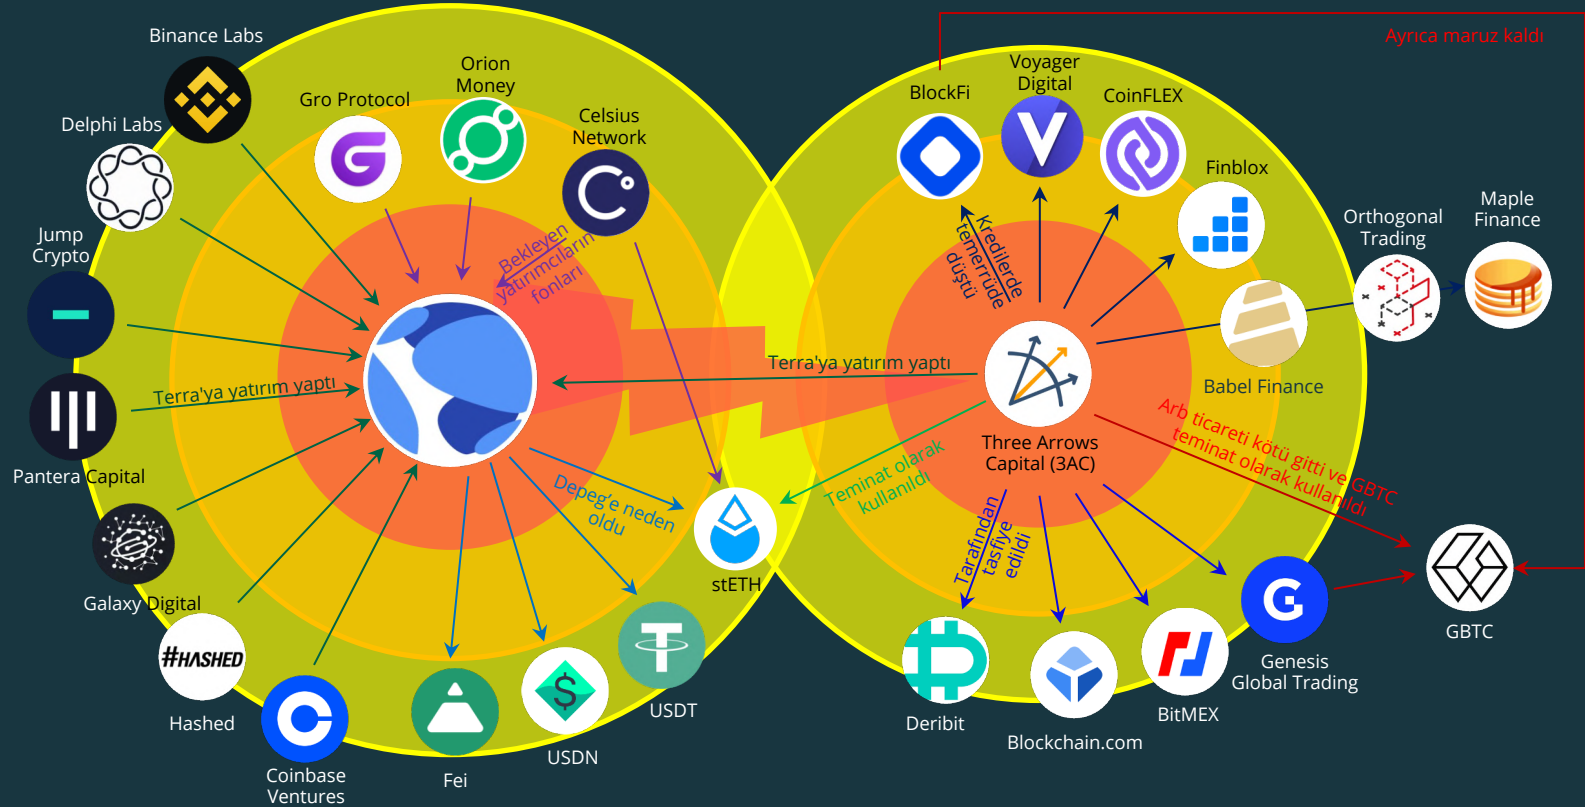 Ayrıca maruz kaldı
Binance Labs
Delphi Labs
Jump
Crypto
Pantera Capital
Galaxy Digital
#HASHED
Hashed
Coinbase
Ventures
Gro Protocol
Orion
Money
Celsius
Network
Bekleyen
yatırımcıların
fonları
Terra'ya yatırım yaptı
Depeg'e neden
oldu
Fei
USDN
USDT
stETH
Terra'ya yatırım yaptı
Teminat olarak
kullanıldı
BlockFi
Voyager
Digital
CoinFLEX
Finblox
Babel Finance
Orthogonal
Trading
Maple
Finance
Kredilerde
temerrüde
düştü
Three Arrows
Capital (3AC)
Arb ticareti kötü gitti ve GBTC
teminat olarak kullanıldı
Tarafından
tasfiye
edildi
Deribit
Blockchain.com
BitMEX
Genesis
Global Trading
GBTC